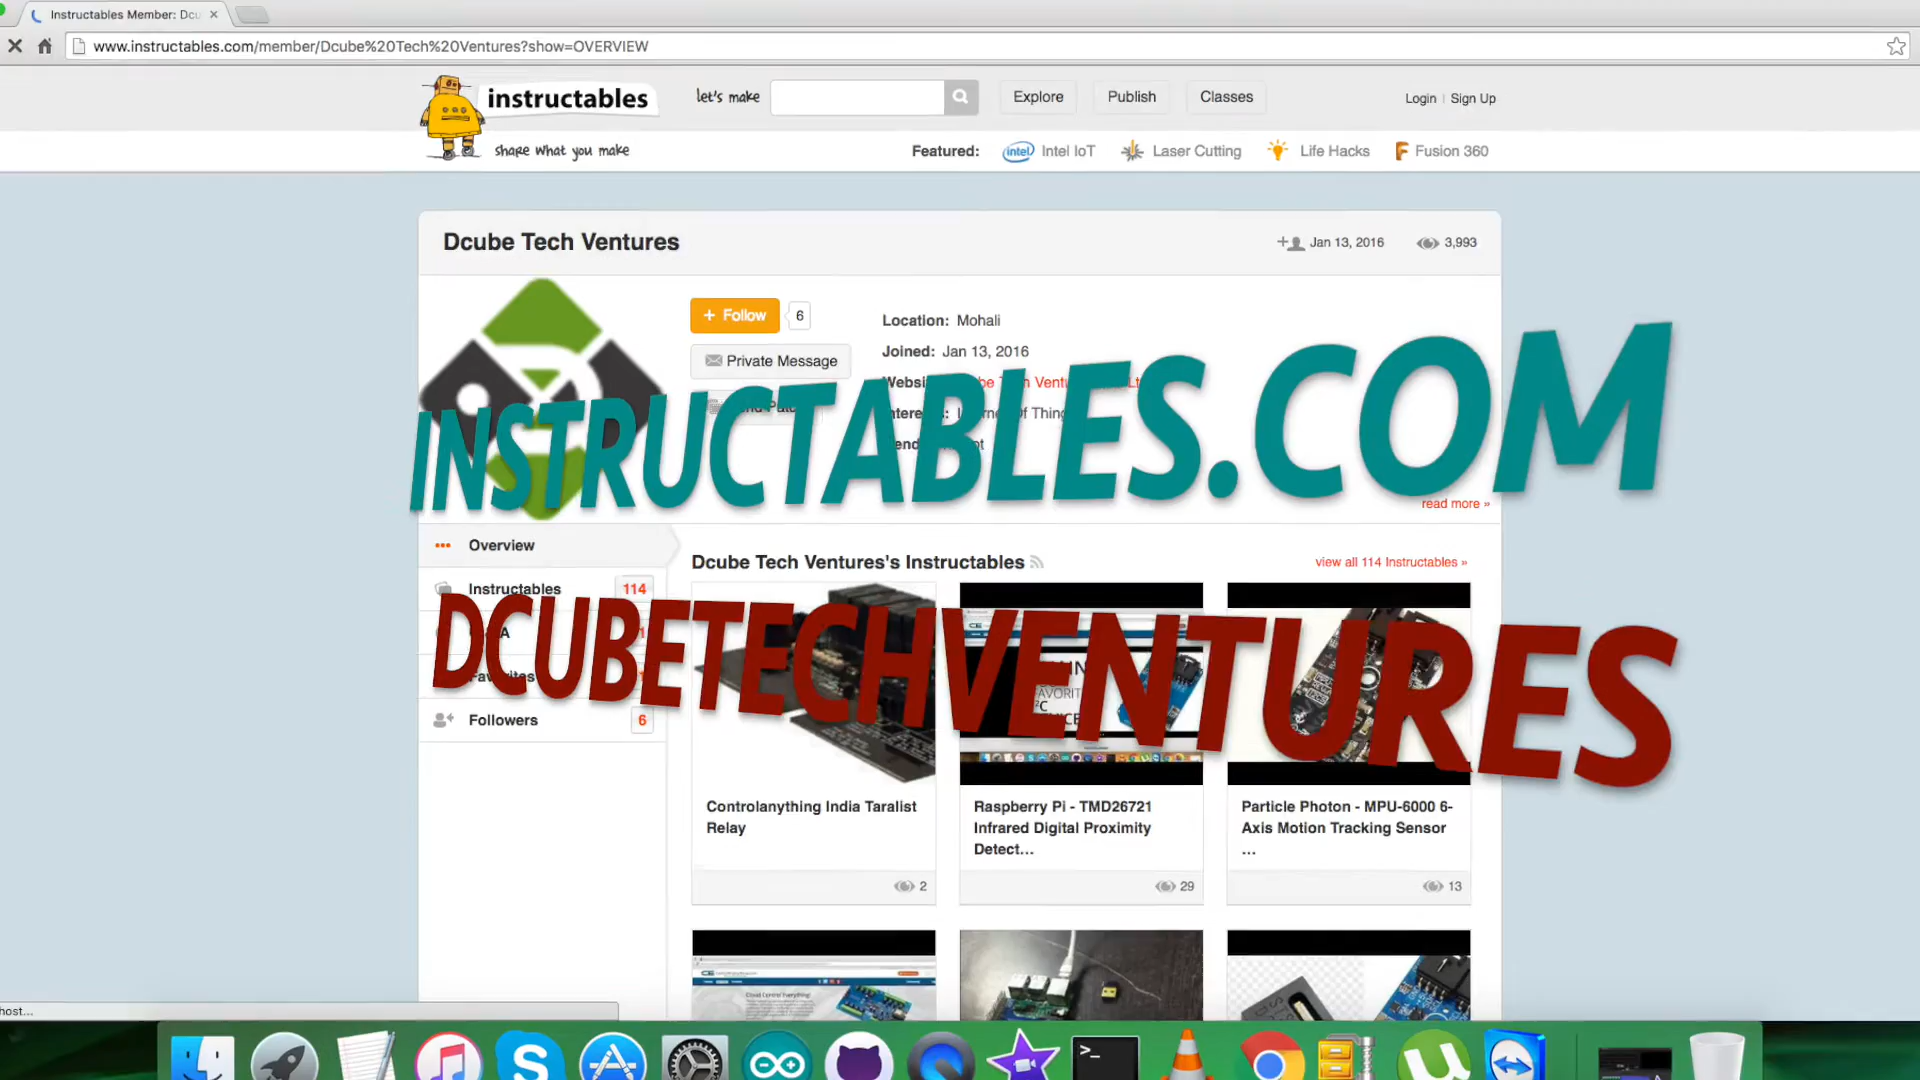 Instructables Member: Dcu
www.instructables.com/member/Dcube%20Tech%20Ventures?show=OVERVIEW
instructables
let's make
Explore
Publish
Classes
Login
Sign Up
share what you make
Featured:
intel
Intel IoT
Laser Cutting
Life Hacks
Fusion 360
Dcube Tech Ventures
Jan 13, 2016
3,993
+ Follow
6
Location: Mohali
Private Message
Joined: Jan 13, 2016
INSTRUCTABLES.COM
read more »
Overview
Dcube Tech Ventures's Instructables
view all 114 Instructables »
Instructables
114
DCUBETECHVENTURES
Followers
6
Controlanything India Taralist
Relay
Raspberry Pi - TMD26721
Infrared Digital Proximity
Detect...
Particle Photon - MPU-6000 6-
Axis Motion Tracking Sensor
...
2
29
13
host...